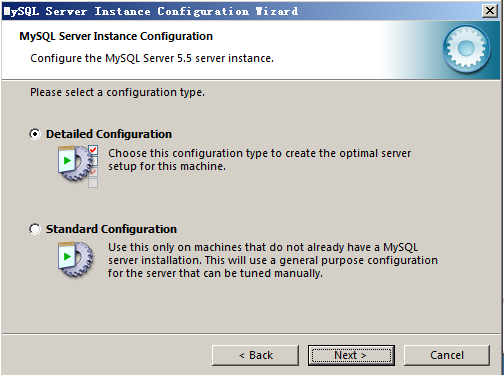 MySQL Server Instance Configuration Wizard
MySQL Server Instance Configuration
Configure the MySQL Server 5.5 server instance.
Please select a configuration type.
Detailed Configuration
Choose this configuration type to create the optimal server
setup for this machine.
Standard Configuration
Use this only on machines that do not already have a MySQL
server installation. This will use a general purpose configuration
for the server that can be tuned manually.
< Back
Next >
Cancel